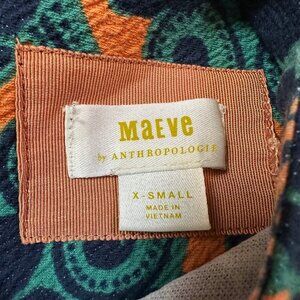 MAEVE
by ANTHROPOLOGIE
X-SMALL
MADE IN
VIETNAM